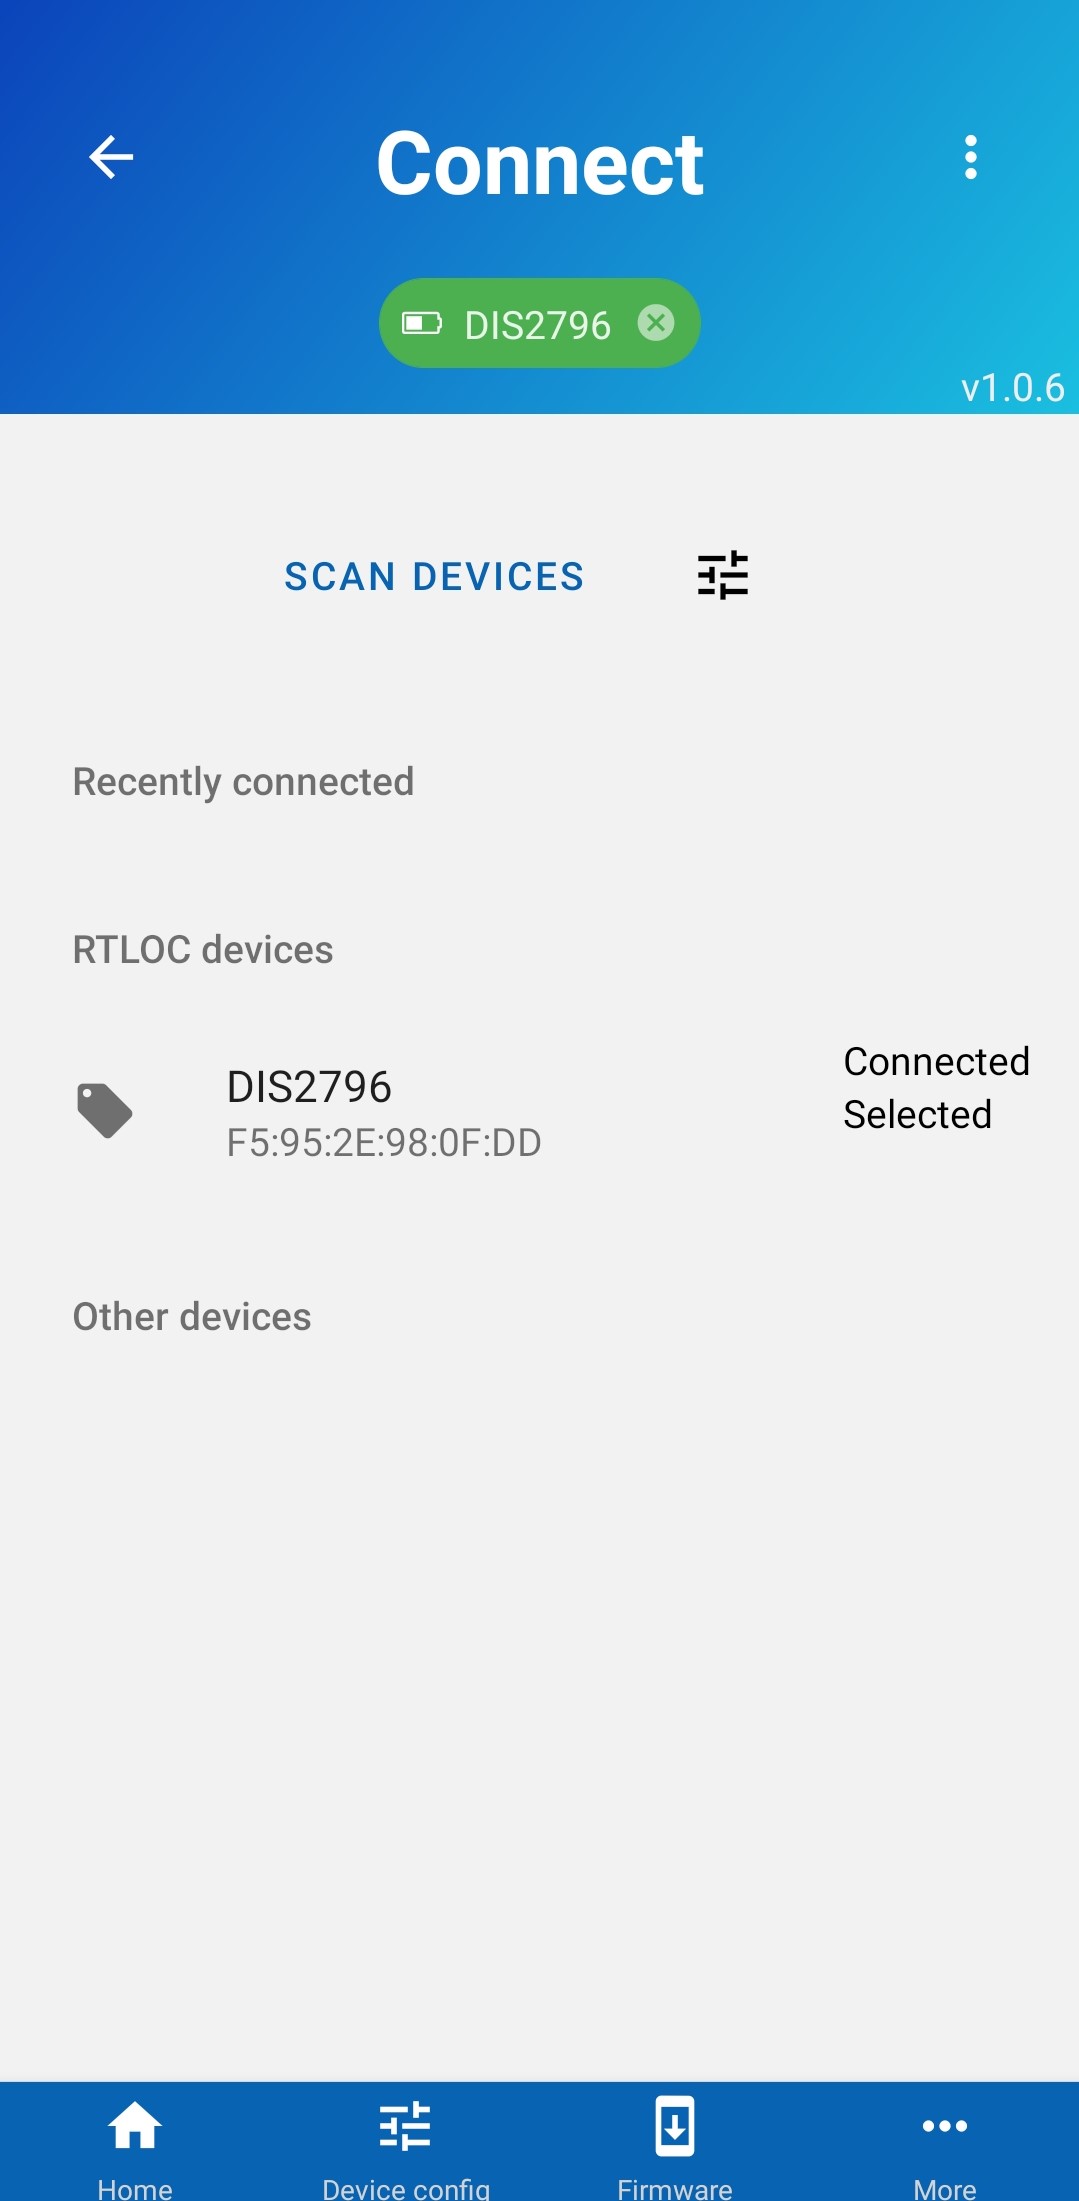 Connect
DIS2796
v1.0.6
SCAN DEVICES
Recently connected
RTLOC devices
DIS2796
F5:95:2E:98:0F:DD
Connected
Selected
Other devices
Home
Device config
Firmware
More